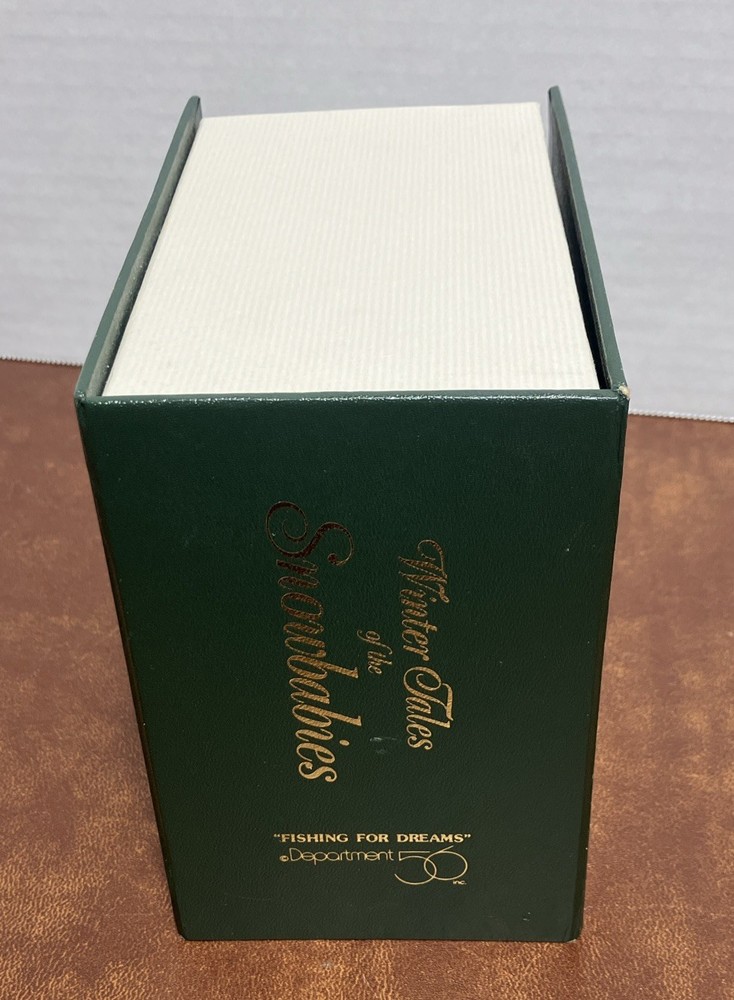 Winter Tales
of the
Snowbabies
"FISHING FOR DREAMS"
©Department 56
inc.